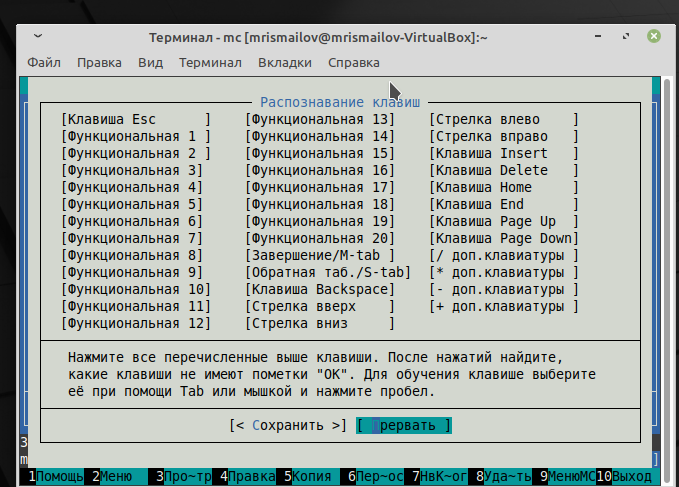 Терминал - mc [mrismailov@mrismailov-VirtualBox]:~
Файл Правка Вид Терминал Вкладки Справка
Распознавание клавиш
[Клавиша Esc ] [Функциональная 13] [Стрелка влево ]
[Функциональная 1 ] [Функциональная 14] [Стрелка вправо ]
[Функциональная 2 ] [Функциональная 15] [Клавиша Insert ]
[Функциональная 3] [Функциональная 16] [Клавиша Delete ]
[Функциональная 4] [Функциональная 17] [Клавиша Home ]
[Функциональная 5] [Функциональная 18] [Клавиша End ]
[Функциональная 6] [Функциональная 19] [Клавиша Page Up ]
[Функциональная 7] [Функциональная 20] [Клавиша Page Down]
[Функциональная 8] [Завершение/M-tab ] [/ доп.клавиатуры ]
[Функциональная 9] [Обратная таб./S-tab] [* доп.клавиатуры ]
[Функциональная 10] [Клавиша Backspace] [- доп.клавиатуры ]
[Функциональная 11] [Стрелка вверх ] [+ доп.клавиатуры ]
[Функциональная 12] [Стрелка вниз ]
Нажмите все перечисленные выше клавиши. После нажатий найдите,
какие клавиши не имеют пометки "OK". Для обучения клавише выберите
её при помощи Tab или мышкой и нажмите пробел.
[< Сохранить >] [ Прервать ]
З
m ]
1Помощь 2Меню 3Про~тр 4Правка 5Копия 6Пер~ос 7НвК~ог 8Уда~ть 9МенюMC 10Выход